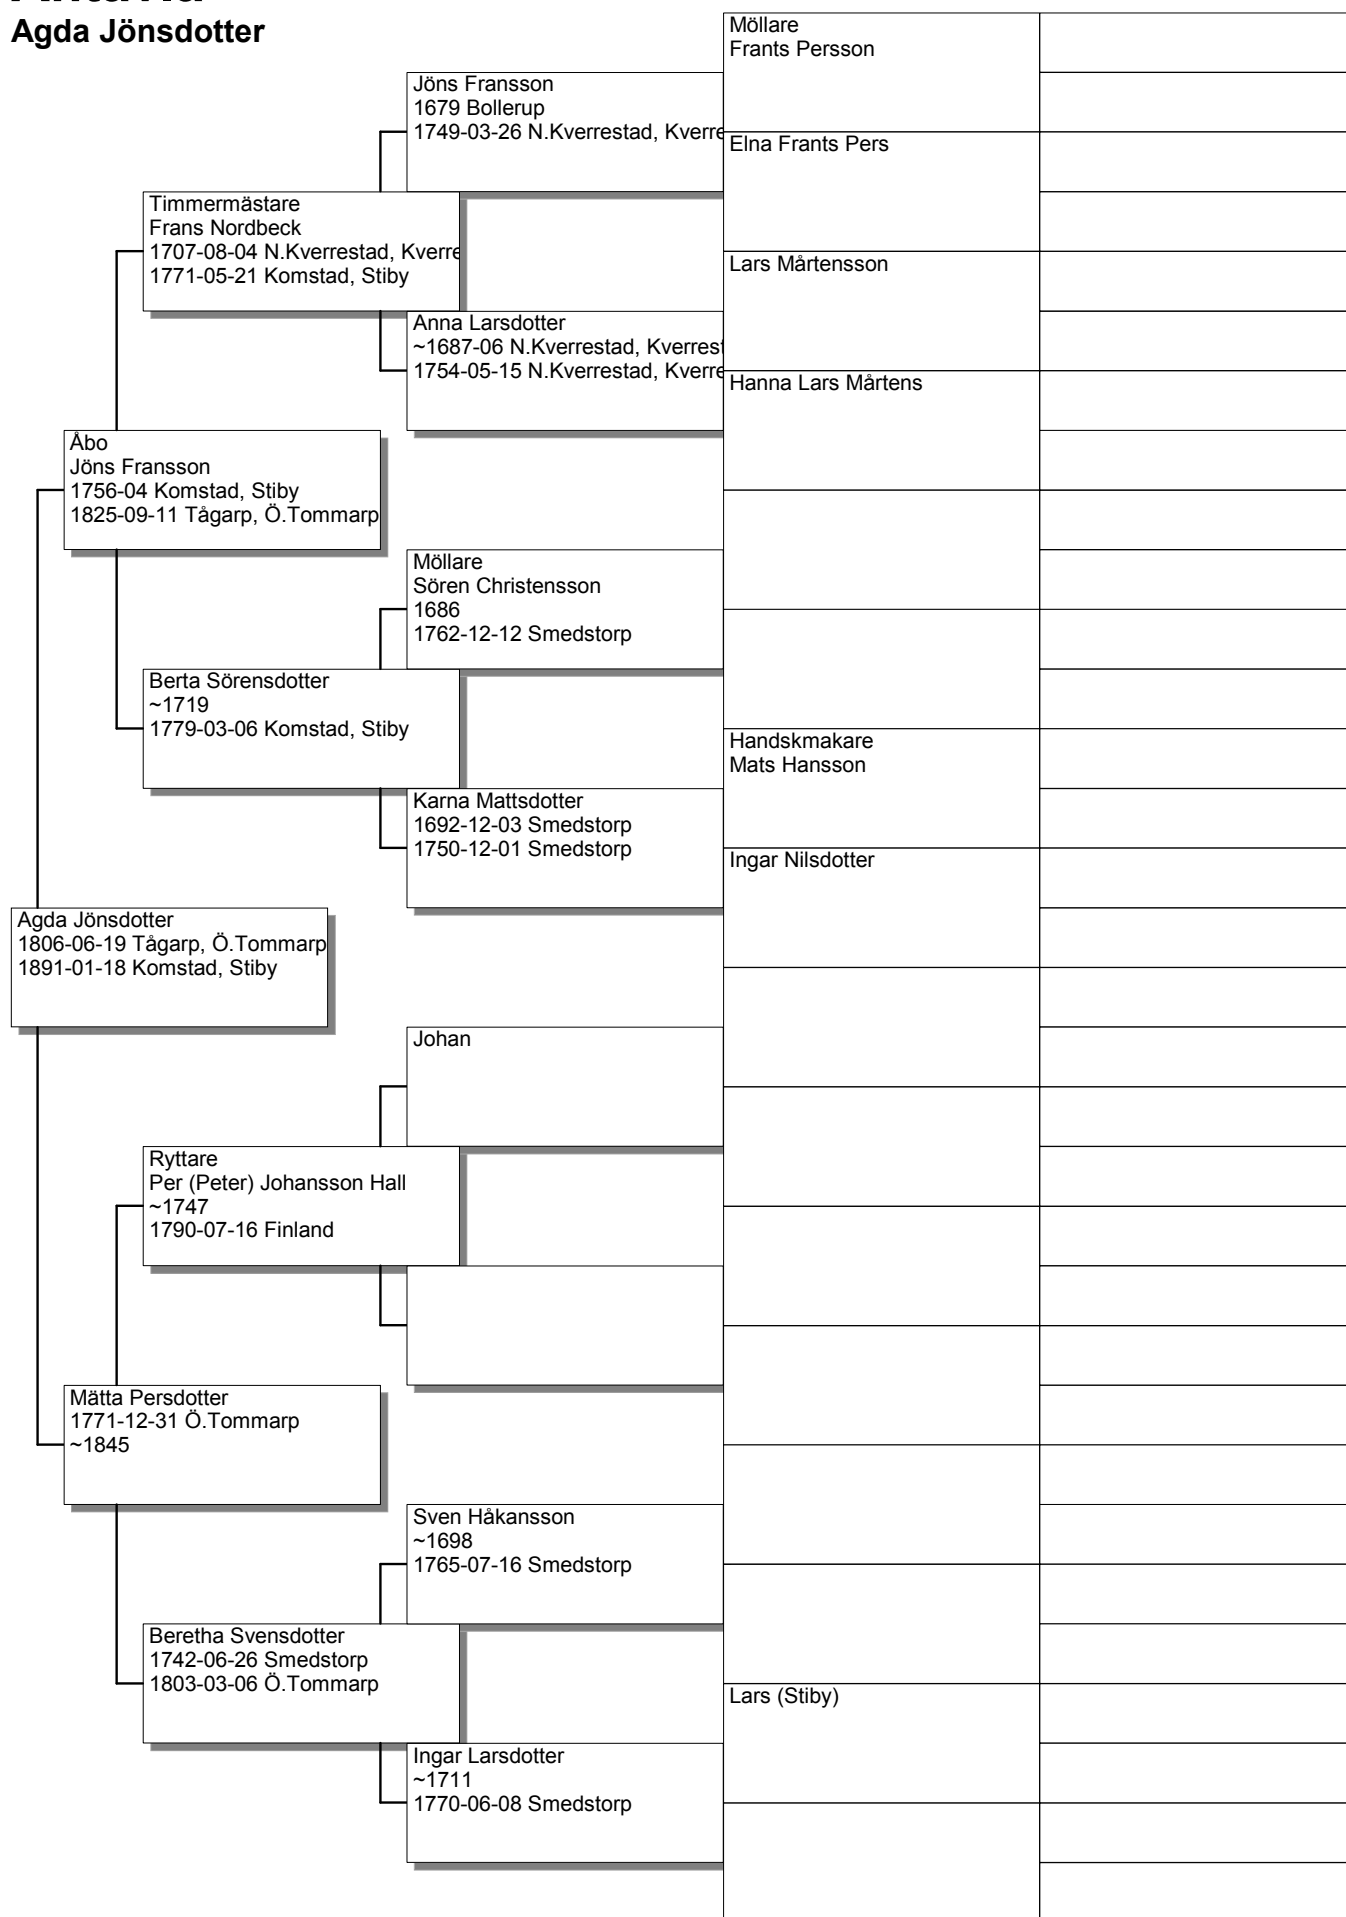 Agda Jönsdotter
Möllare
Frants Persson
Jöns Fransson
1679 Bollerup
1749-03-26 N.Kverrestad, Kverre
Elna Frants Pers
Timmermästare
Frans Nordbeck
1707-08-04 N.Kverrestad, Kverre
1771-05-21 Komstad, Stiby
Lars Mårtensson
Anna Larsdotter
~1687-06 N.Kverrestad, Kverrest
1754-05-15 N.Kverrestad, Kverre
Hanna Lars Mårtens
Åbo
Jöns Fransson
1756-04 Komstad, Stiby
1825-09-11 Tågarp, Ö.Tommarp
Möllare
Sören Christensson
1686
1762-12-12 Smedstorp
Berta Sörensdotter
~1719
1779-03-06 Komstad, Stiby
Handskmakare
Mats Hansson
Karna Mattsdotter
1692-12-03 Smedstorp
1750-12-01 Smedstorp
Ingar Nilsdotter
Agda Jönsdotter
1806-06-19 Tågarp, Ö.Tommarp
1891-01-18 Komstad, Stiby
Johan
Ryttare
Per (Peter) Johansson Hall
~1747
1790-07-16 Finland
Mätta Persdotter
1771-12-31 Ö.Tommarp
~1845
Sven Håkansson
~1698
1765-07-16 Smedstorp
Beretha Svensdotter
1742-06-26 Smedstorp
1803-03-06 Ö.Tommarp
Lars (Stiby)
Ingar Larsdotter
~1711
1770-06-08 Smedstorp